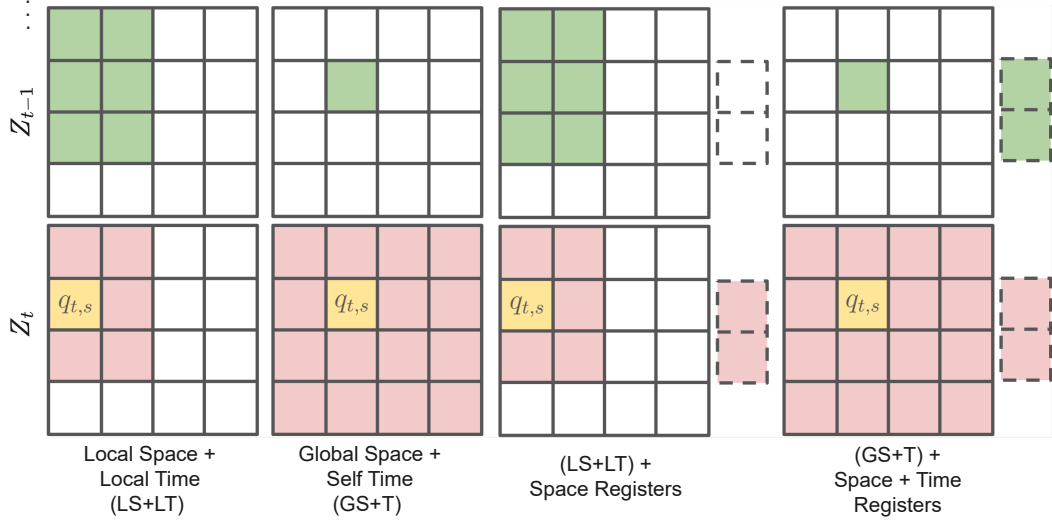 ....
Z_{t-1}
Z_t
q_{t,s}
q_{t,s}
q_{t,s}
q_{t,s}
Local Space +
Local Time
(LS+LT)
Global Space +
Self Time
(GS+T)
(LS+LT) +
Space Registers
(GS+T) +
Space + Time
Registers